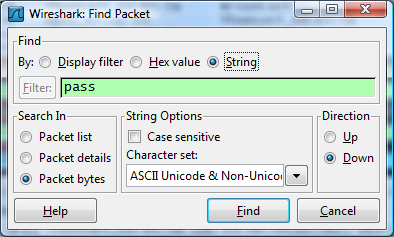 Wireshark: Find Packet
Find
By: Display filter Hex value String
Filter: pass
Search In
Packet list
Packet details
Packet bytes
String Options
Case sensitive
Character set:
ASCII Unicode & Non-Unico
Direction
Up
Down
Help Find Cancel